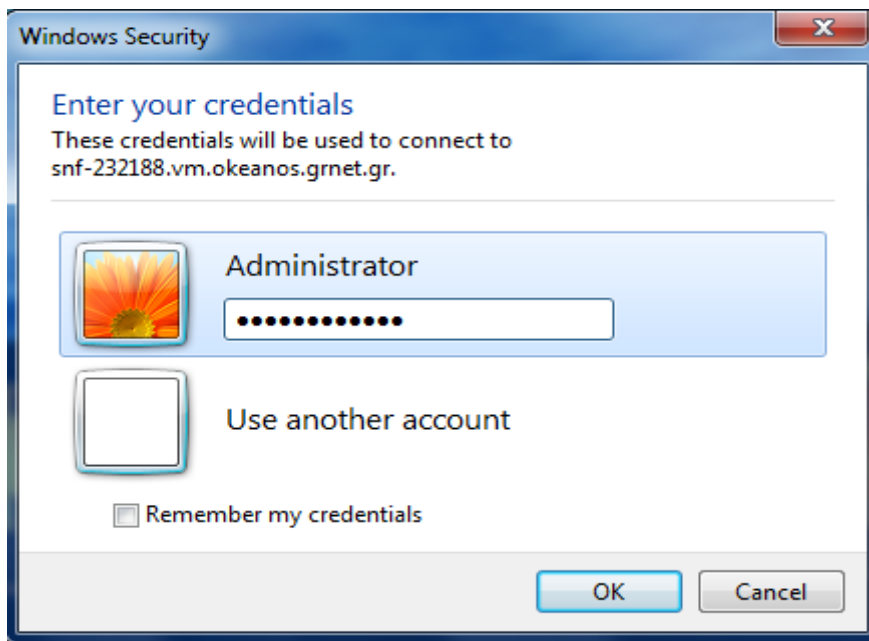 Windows Security
Enter your credentials
These credentials will be used to connect to
snf-232188.vm.okeanos.grnet.gr.
Administrator
••••••••••••
Use another account
Remember my credentials
OK
Cancel